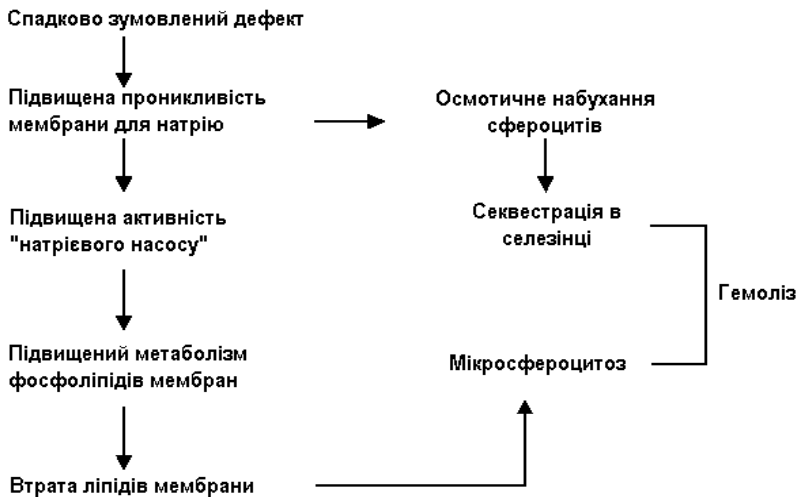 Спадково зумовлений дефект
Підвищена проникливість
мембрани для натрію
Осмотичне набухання
сфероцитів
Підвищена активність
"натрієвого насосу"
Секвестрація в
селезінці
Гемоліз
Підвищений метаболізм
фосфоліпідів мембран
Мікросфероцитоз
Втрата ліпідів мембрани